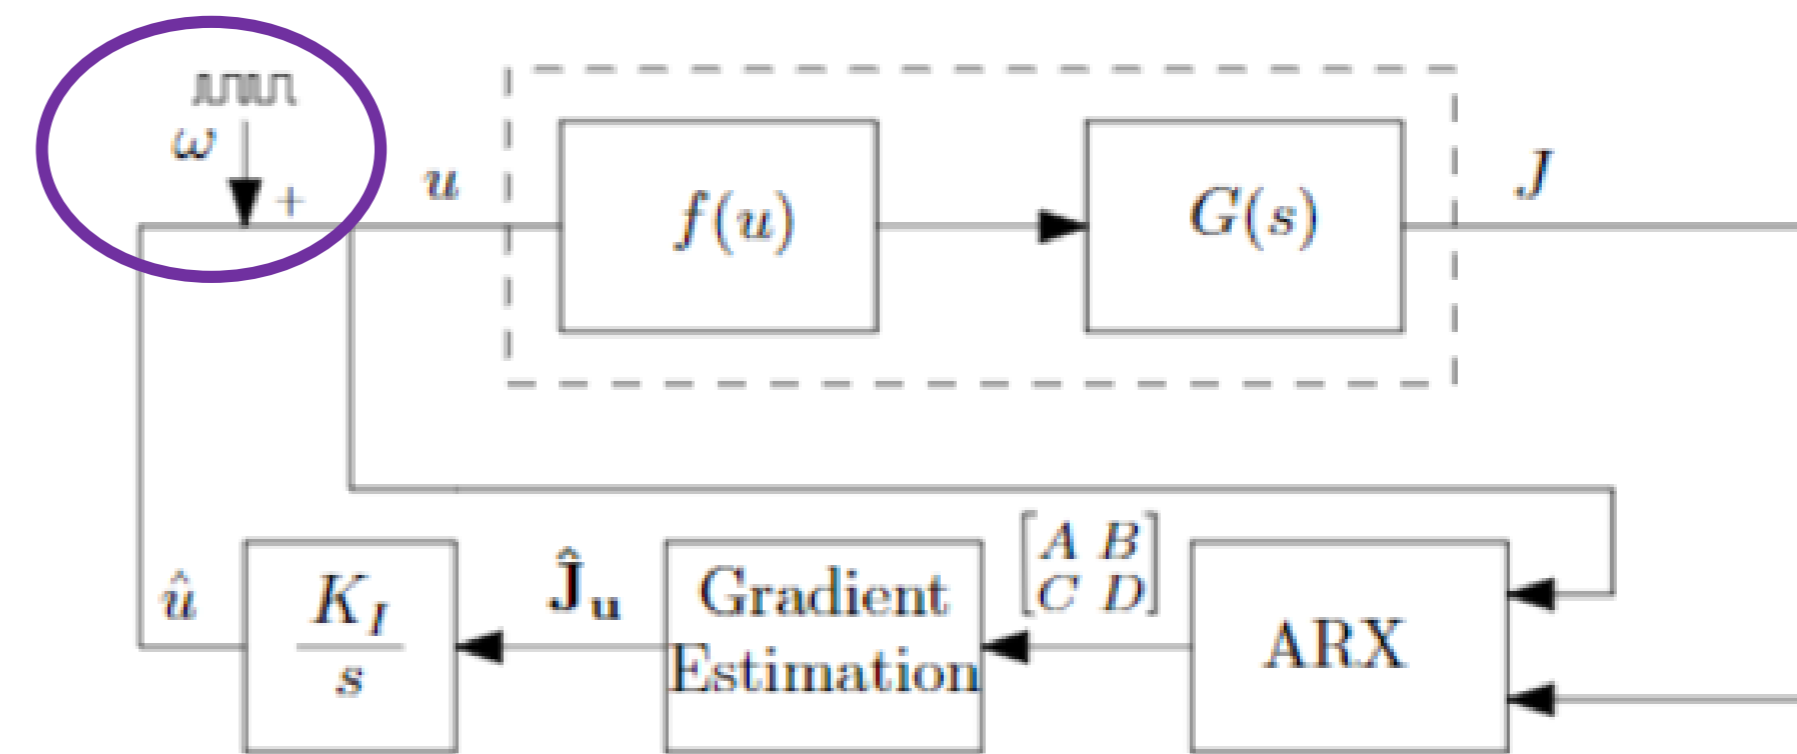 ω
+
u
f(u)
G(s)
J
û
K_I
s
Ĵ_u
Gradient
Estimation
[A B
C D]
ARX